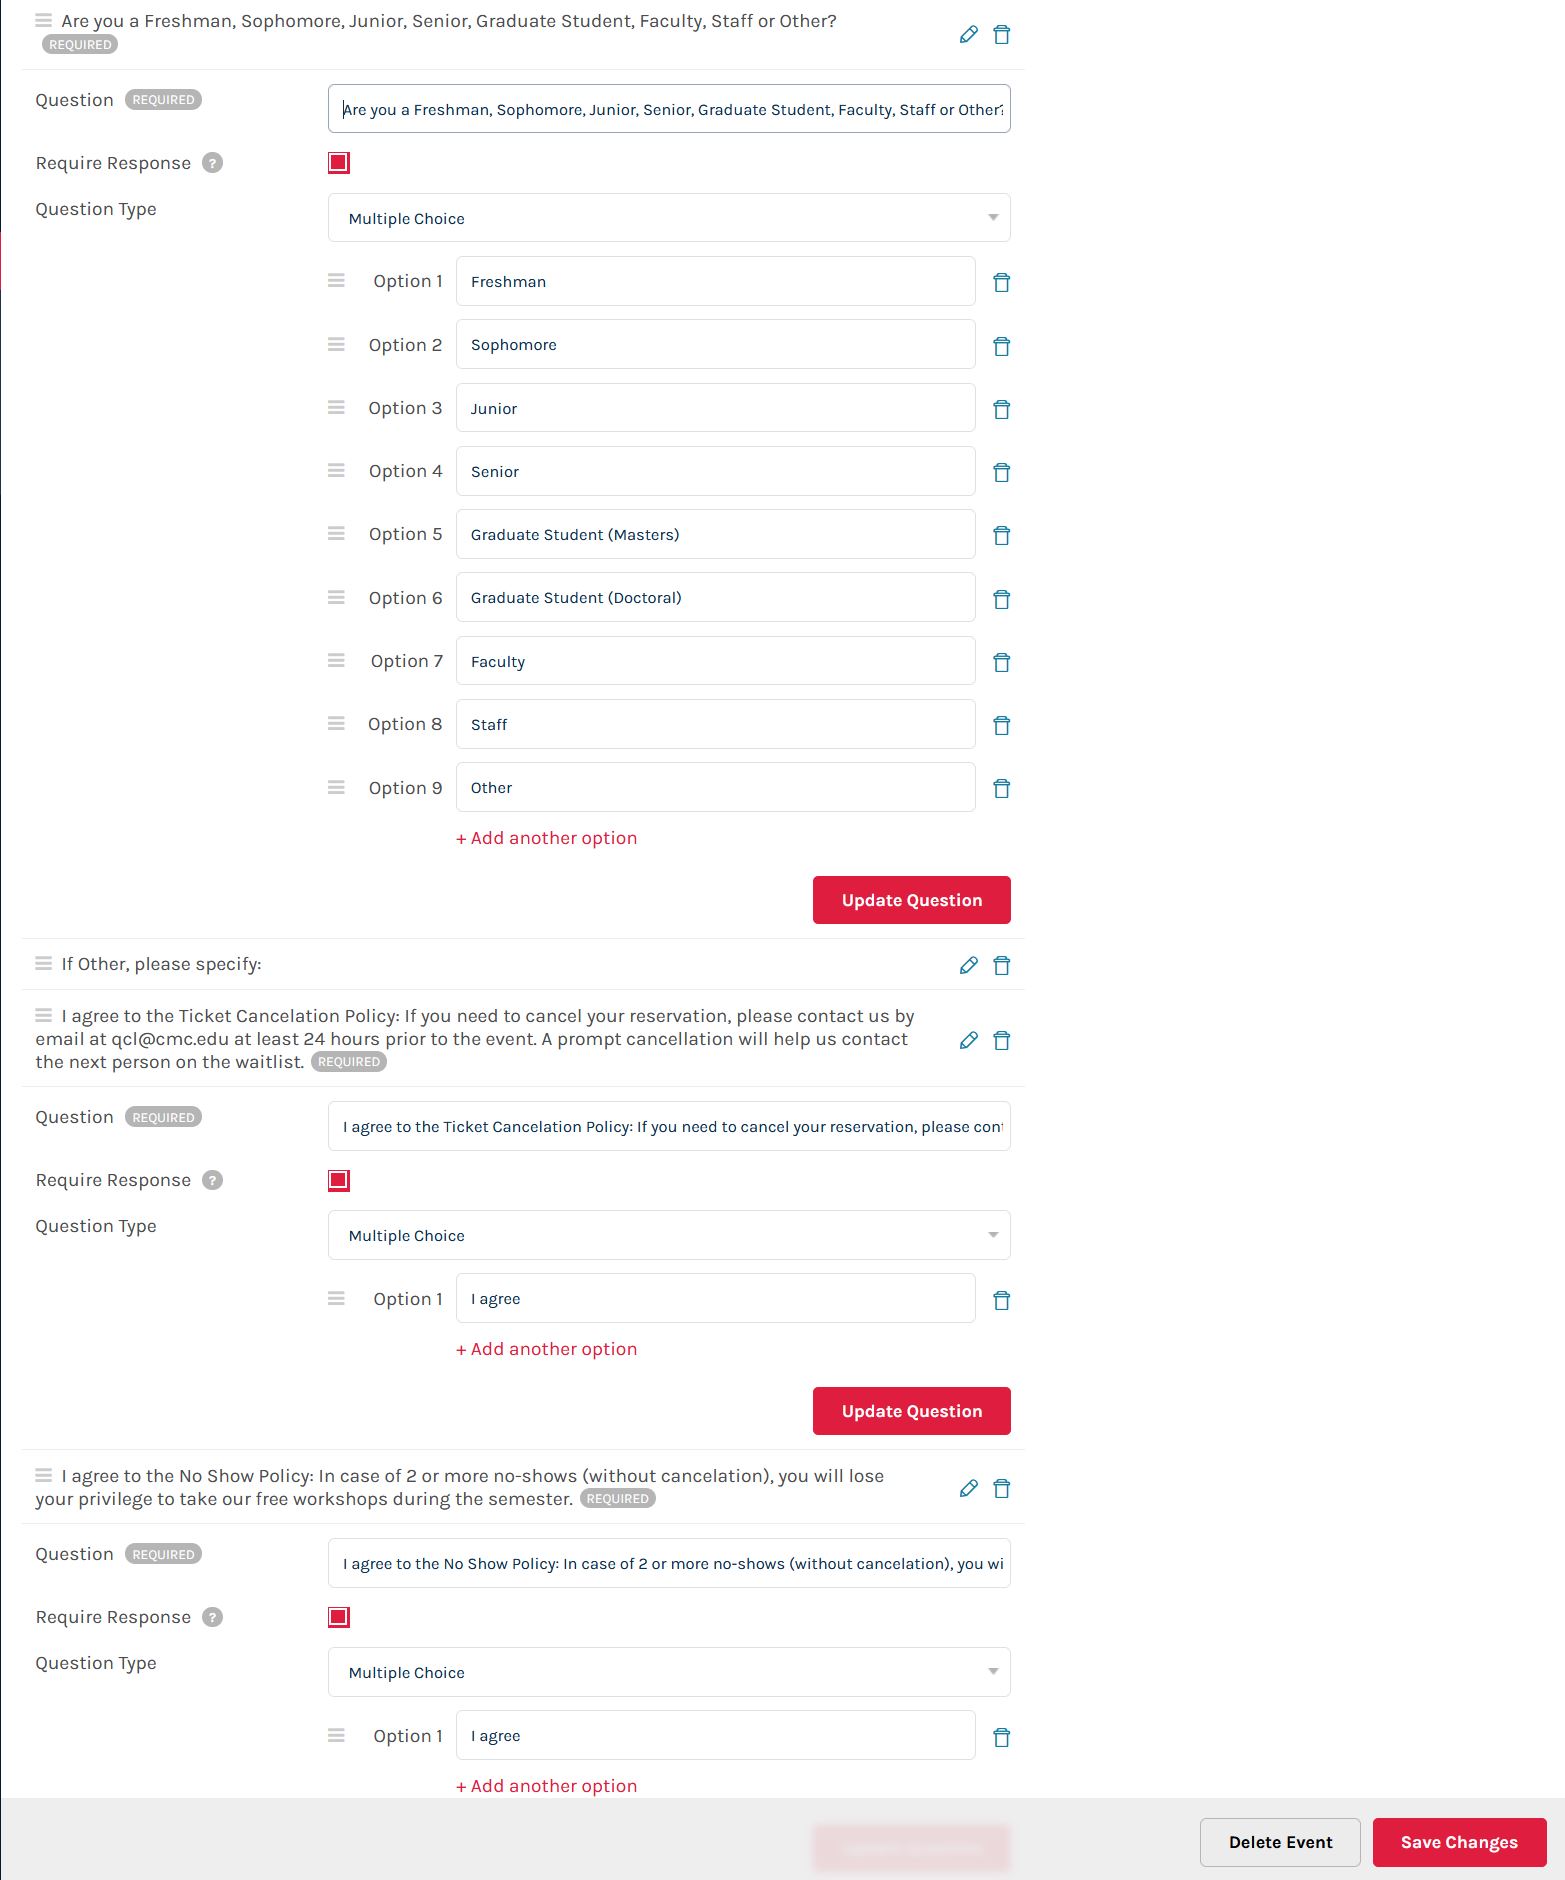 Are you a Freshman, Sophomore, Junior, Senior, Graduate Student, Faculty, Staff or Other?
REQUIRED
Question REQUIRED
Are you a Freshman, Sophomore, Junior, Senior, Graduate Student, Faculty, Staff or Other?
Require Response ?
Question Type
Multiple Choice
Option 1 Freshman
Option 2 Sophomore
Option 3 Junior
Option 4 Senior
Option 5 Graduate Student (Masters)
Option 6 Graduate Student (Doctoral)
Option 7 Faculty
Option 8 Staff
Option 9 Other
+ Add another option
Update Question
If Other, please specify:
I agree to the Ticket Cancelation Policy: If you need to cancel your reservation, please contact us by
email at qcl@cmc.edu at least 24 hours prior to the event. A prompt cancellation will help us contact
the next person on the waitlist. REQUIRED
Question REQUIRED
I agree to the Ticket Cancelation Policy: If you need to cancel your reservation, please cont
Require Response ?
Question Type
Multiple Choice
Option 1 I agree
+ Add another option
Update Question
I agree to the No Show Policy: In case of 2 or more no-shows (without cancelation), you will lose
your privilege to take our free workshops during the semester. REQUIRED
Question REQUIRED
I agree to the No Show Policy: In case of 2 or more no-shows (without cancelation), you wi
Require Response ?
Question Type
Multiple Choice
Option 1 I agree
+ Add another option
Delete Event
Save Changes